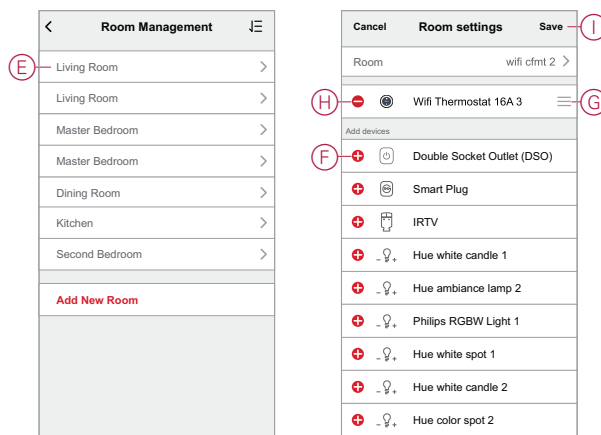 Room Management
E
Living Room
Living Room
Master Bedroom
Master Bedroom
Dining Room
Kitchen
Second Bedroom
Add New Room
Cancel Room settings Save I
Room wifi cfmt 2
H Wifi Thermostat 16A 3 G
Add devices
F Double Socket Outlet (DSO)
Smart Plug
IRTV
Hue white candle 1
Hue ambiance lamp 2
Philips RGBW Light 1
Hue white spot 1
Hue white candle 2
Hue color spot 2